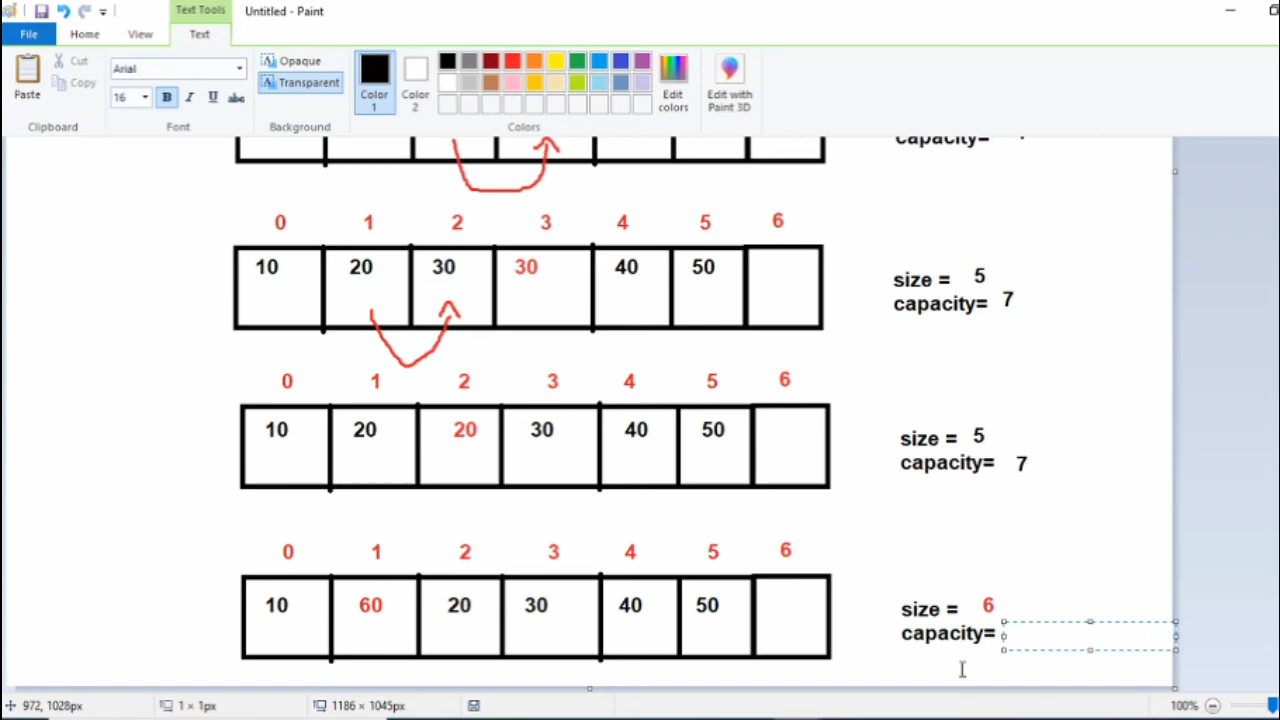 Text Tools Untitled - Paint
File Home View Text
Paste Cut Copy Arial 16 B I U abc Opaque Transparent Color 1 Color 2 Edit colors Edit with Paint 3D
Clipboard Font Background Colors
capacity=
0 1 2 3 4 5 6
10 20 30 30 40 50
size = 5
capacity= 7
0 1 2 3 4 5 6
10 20 20 30 40 50
size = 5
capacity= 7
0 1 2 3 4 5 6
10 60 20 30 40 50
size = 6
capacity=
972, 1028px 1 × 1px 1186 × 1045px 100%